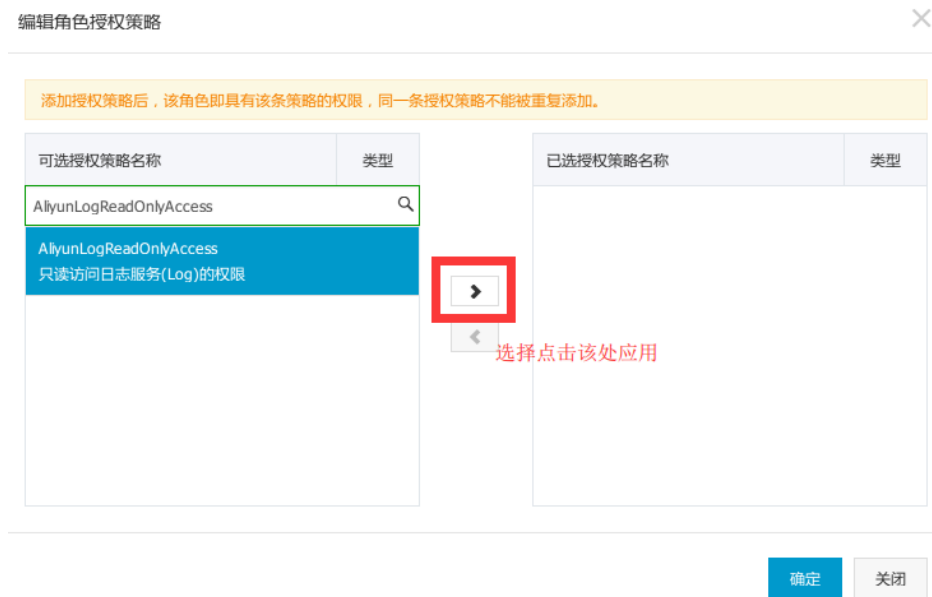 编辑角色授权策略
添加授权策略后，该角色即具有该条策略的权限，同一条授权策略不能被重复添加。
可选授权策略名称 类型
已选授权策略名称 类型
AliyunLogReadOnlyAccess
AliyunLogReadOnlyAccess
只读访问日志服务(Log)的权限
选择点击该处应用
确定 关闭